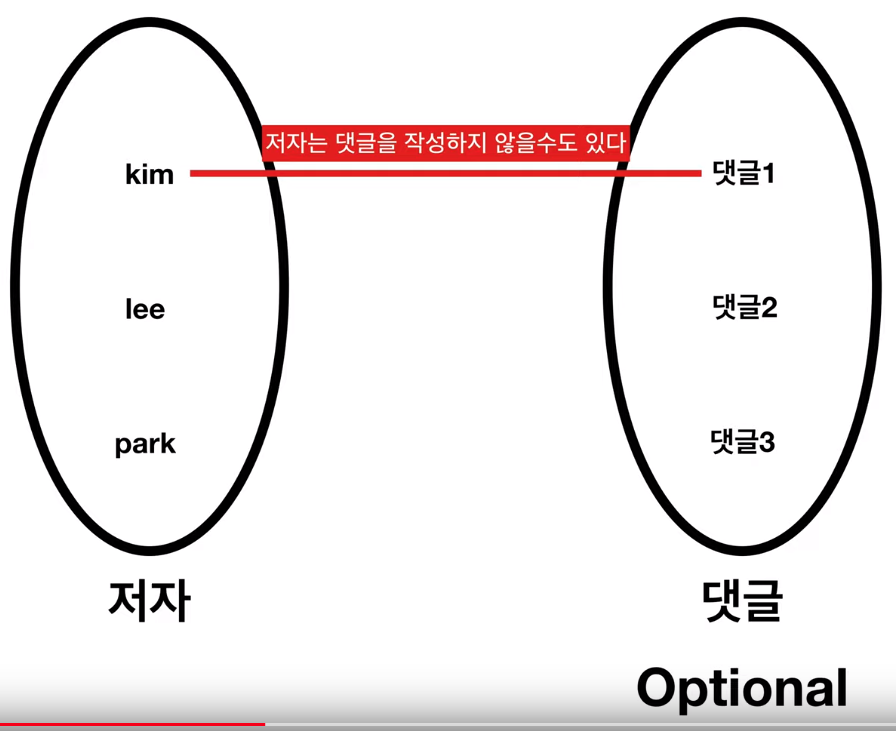 저자는 댓글을 작성하지 않을수도 있다
kim
댓글1
lee
댓글2
park
댓글3
저자
댓글
Optional